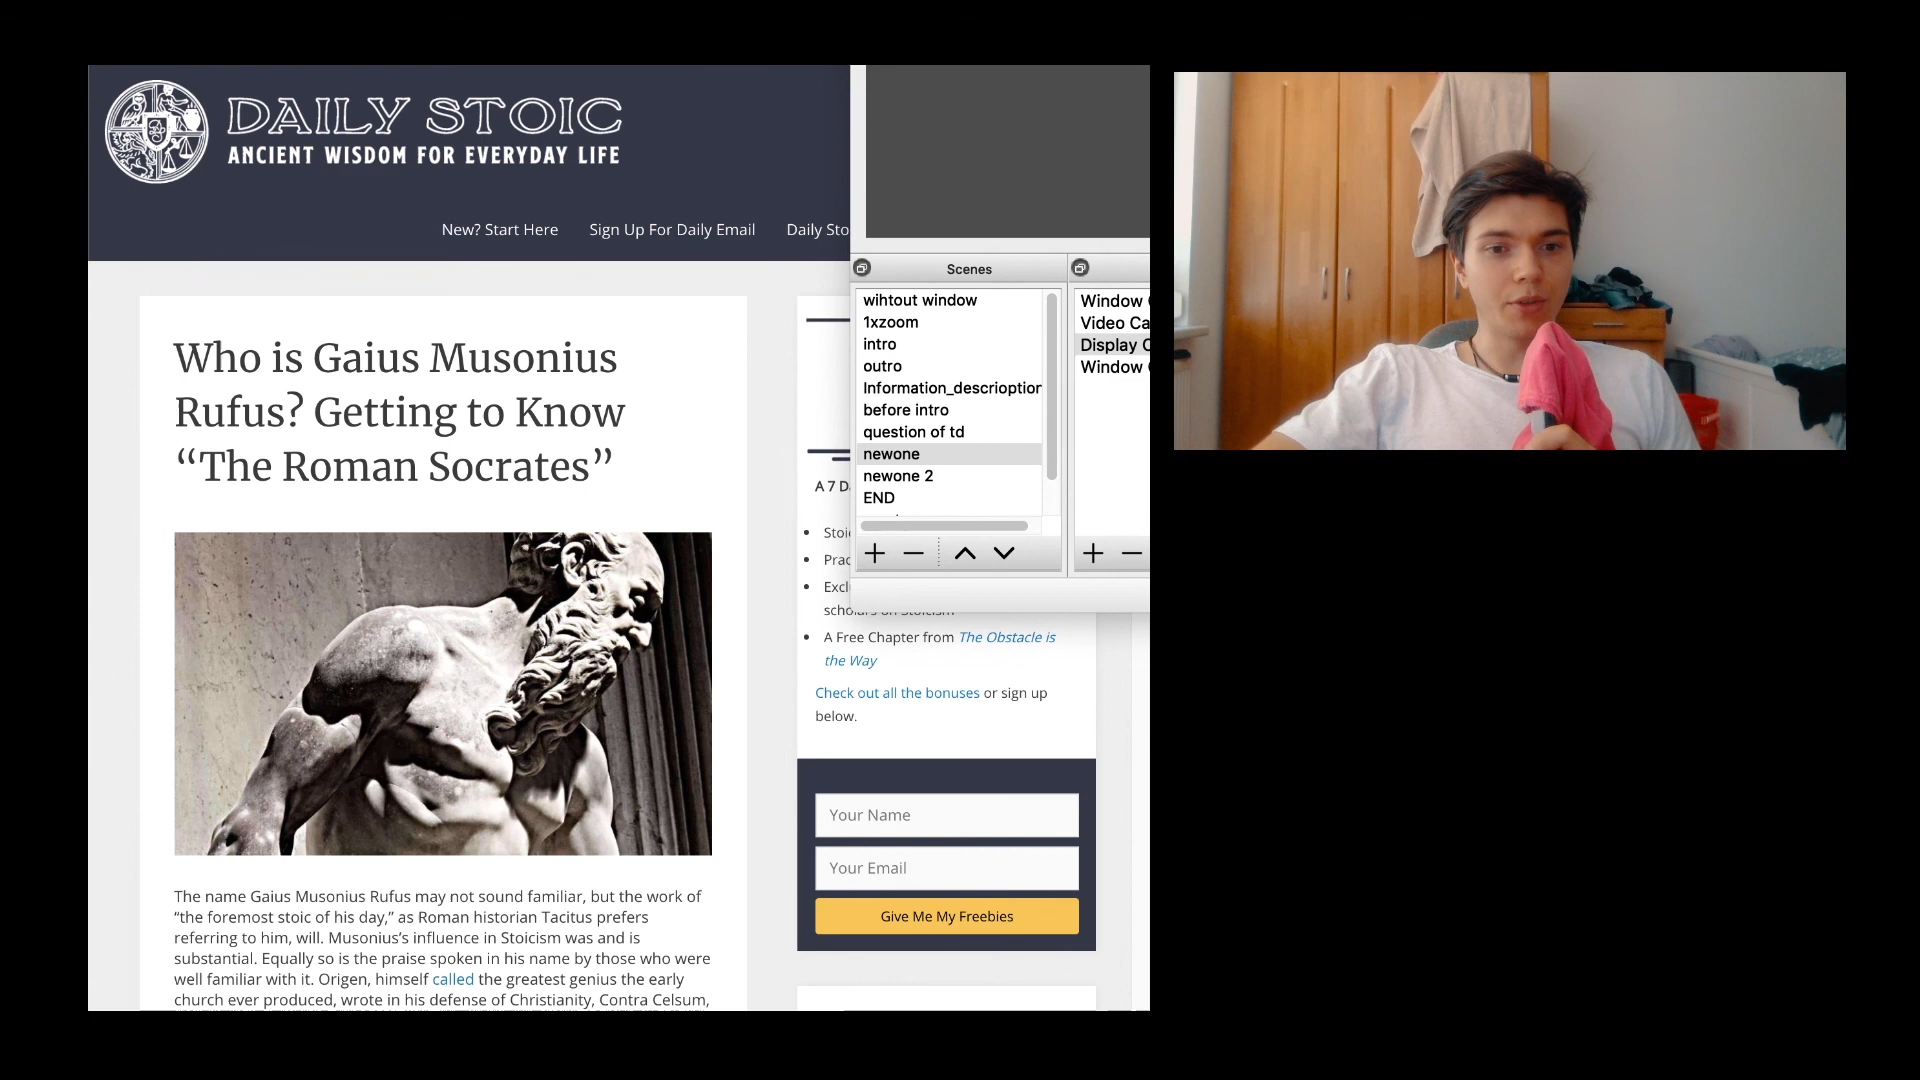 DAILY STOIC
ANCIENT WISDOM FOR EVERYDAY LIFE
New? Start Here
Sign Up For Daily Email
Daily Sto
Who is Gaius Musonius
Rufus? Getting to Know
“The Roman Socrates”
The name Gaius Musonius Rufus may not sound familiar, but the work of
“the foremost stoic of his day,” as Roman historian Tacitus prefers
referring to him, will. Musonius’s influence in Stoicism was and is
substantial. Equally so is the praise spoken in his name by those who were
well familiar with it. Origen, himself called the greatest genius the early
church ever produced, wrote in his defense of Christianity, Contra Celsum,
Scenes
wihtout window
1xzoom
intro
outro
Information_descrioption
before intro
question of td
newone
newone 2
END
Window
Video Ca
Display
Window
A 7 D
Stoi
Prac
Excl
scholars on Stoicism
A Free Chapter from The Obstacle is
the Way
Check out all the bonuses or sign up
below.
Your Name
Your Email
Give Me My Freebies